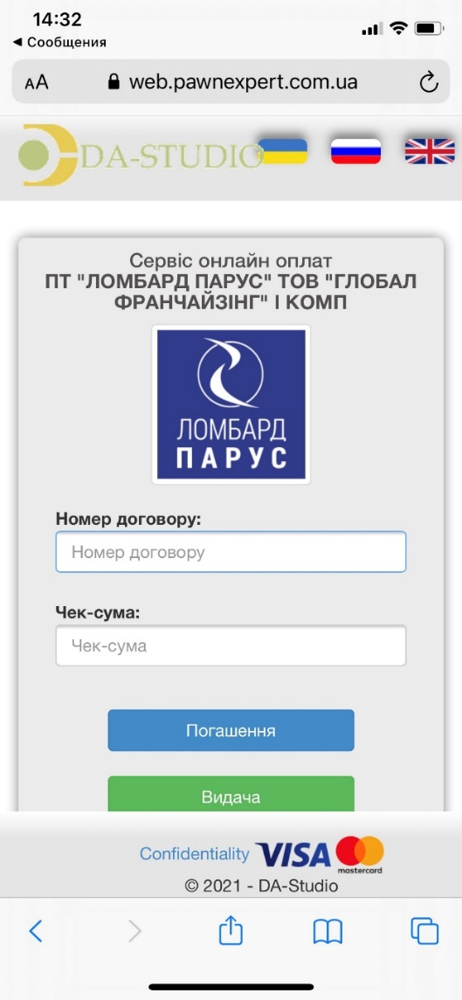 14:32
◀ Сообщения
AA web.pawnexpert.com.ua
DA-STUDIO
Сервіс онлайн оплат
ПТ "ЛОМБАРД ПАРУС" ТОВ "ГЛОБАЛ
ФРАНЧАЙЗІНГ" І КОМП
ЛОМБАРД
ПАРУС
Номер договору:
Номер договору
Чек-сума:
Чек-сума
Погашення
Видача
Confidentiality VISA
mastercard
© 2021 - DA-Studio